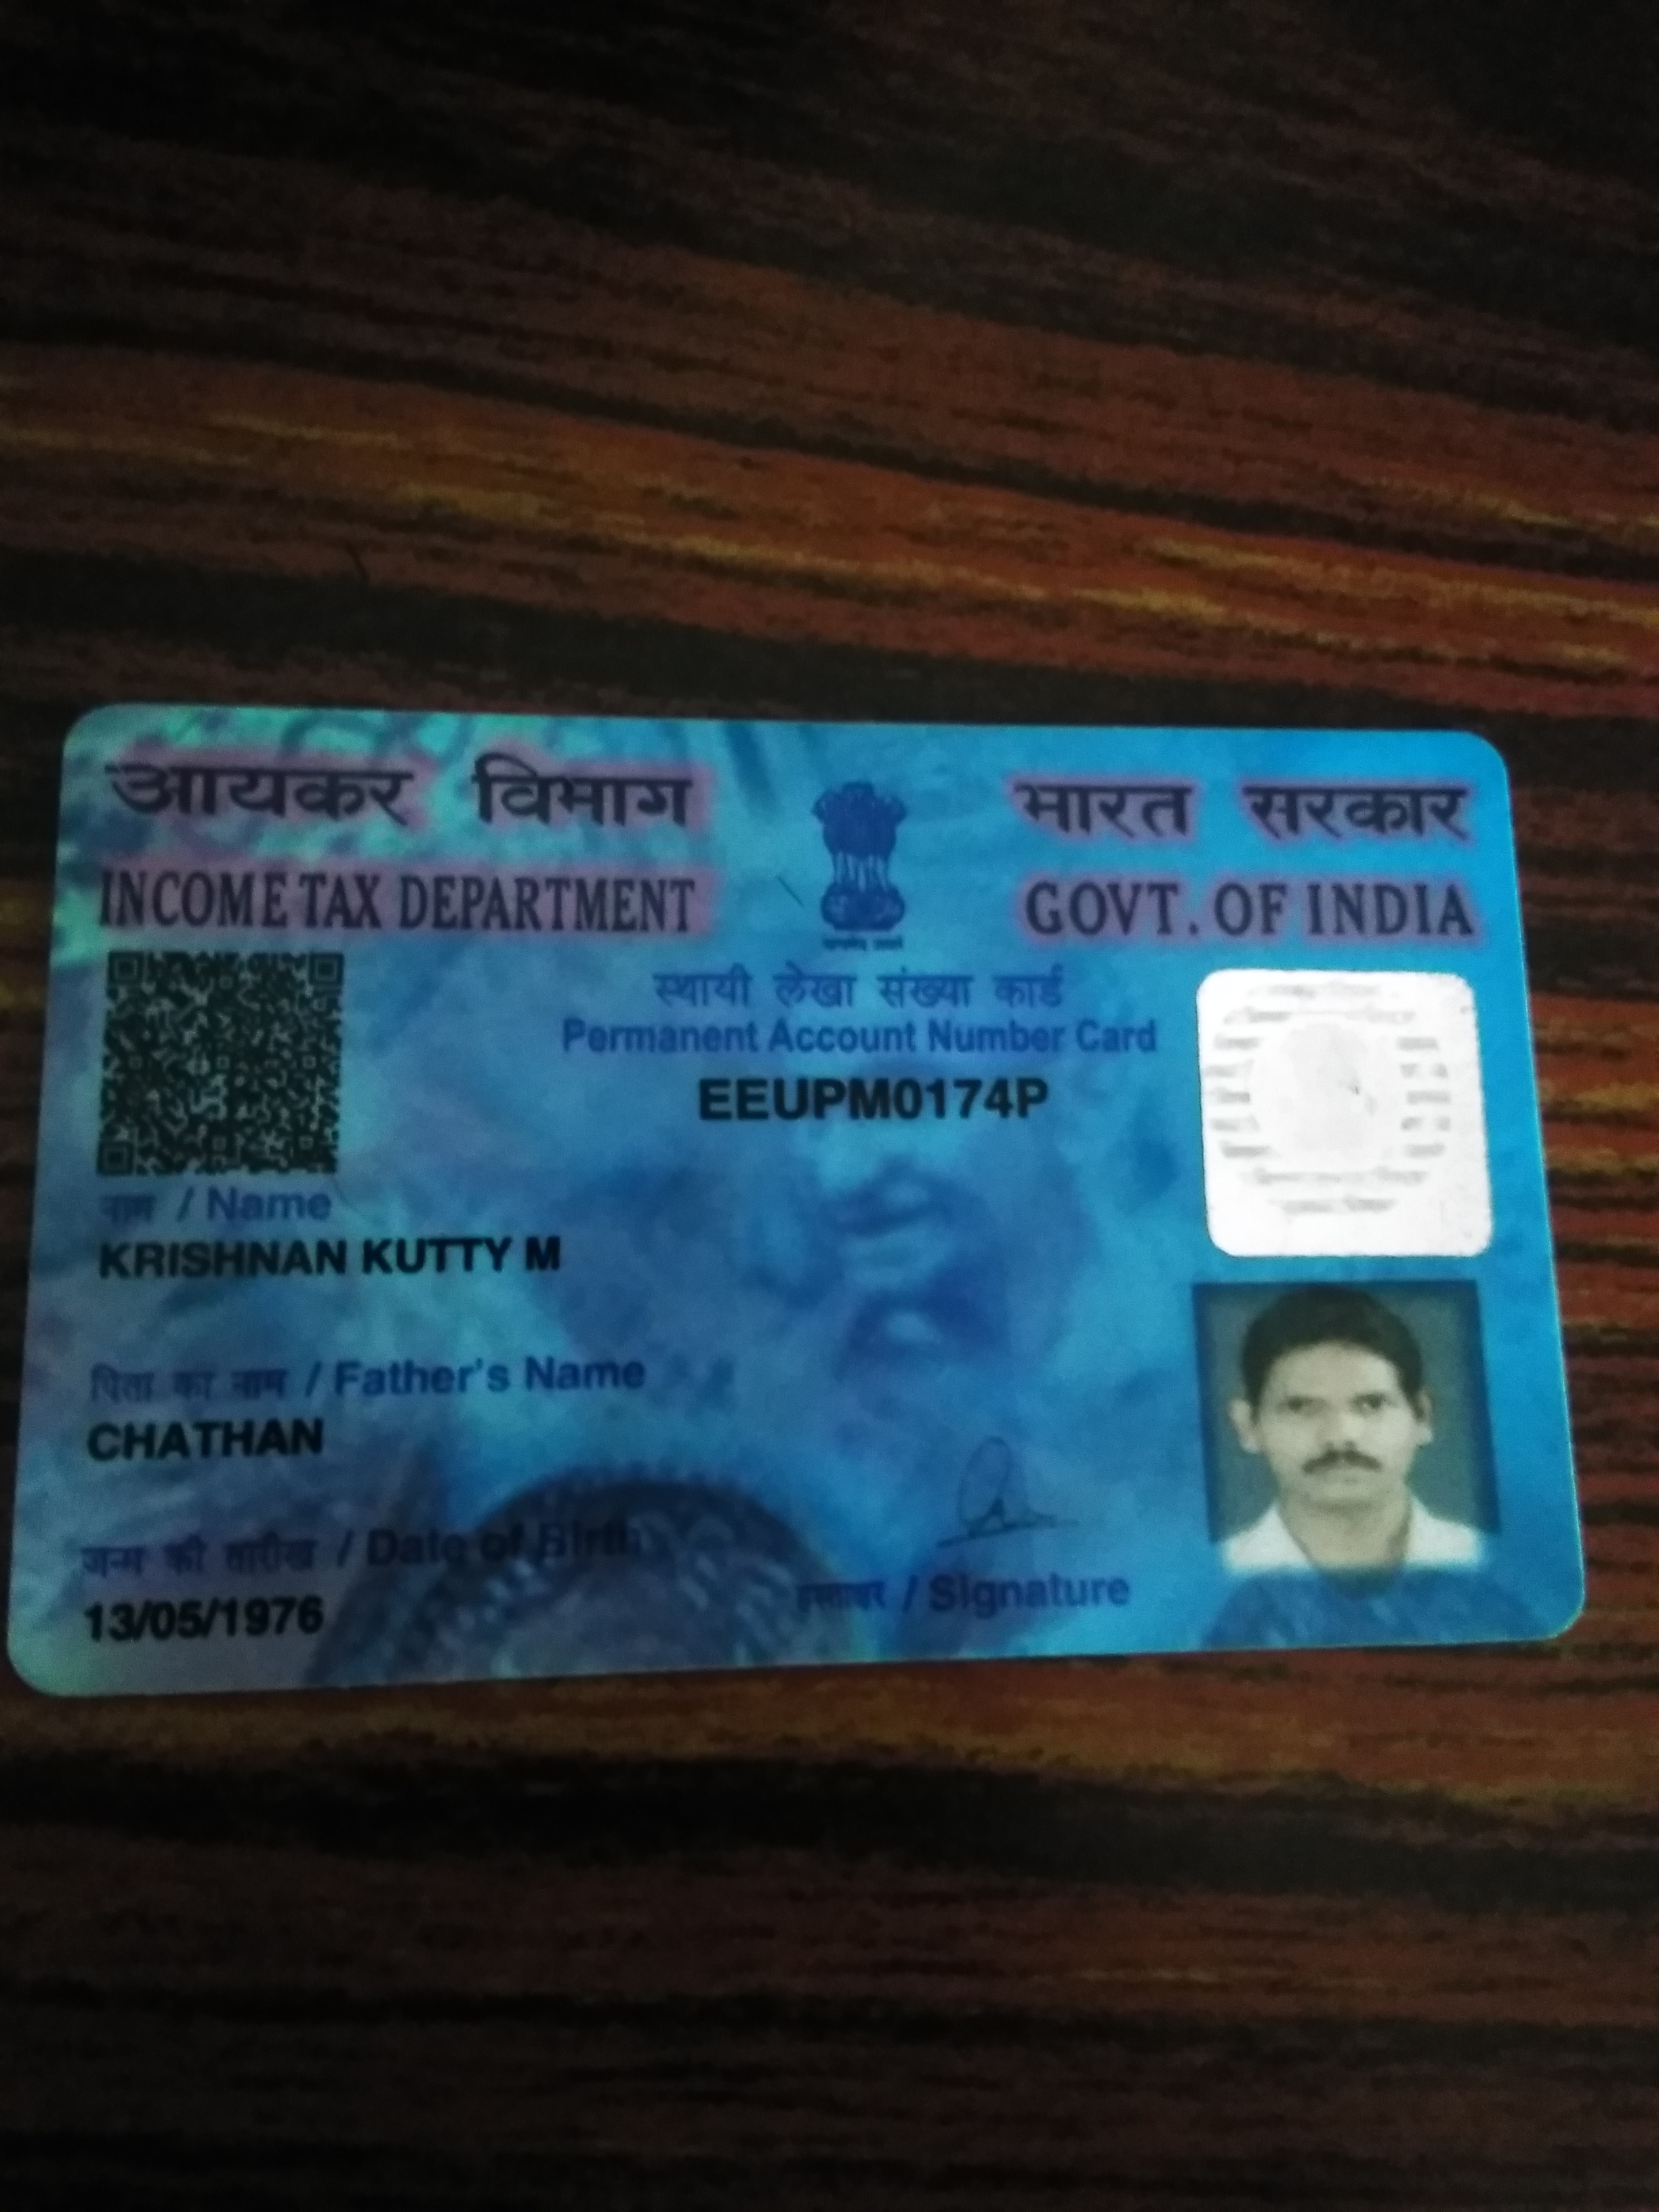 आयकर विभाग
INCOME TAX DEPARTMENT
भारत सरकार
GOVT. OF INDIA
स्थायी लेखा संख्या कार्ड
Permanent Account Number Card
EEUPM0174P
नाम / Name
KRISHNAN KUTTY M
पिता का नाम / Father's Name
CHATHAN
जन्म की तारीख / Date of Birth
13/05/1976
हस्ताक्षर / Signature